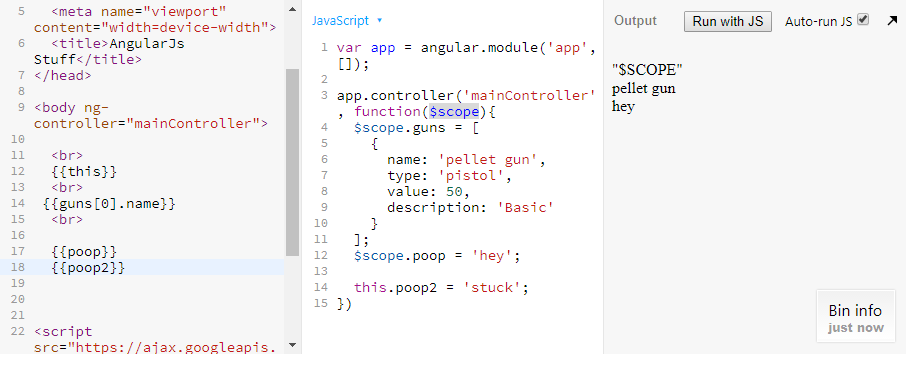 5 <meta name="viewport"
content="width=device-width">
6 <title>AngularJs
Stuff</title>
7 </head>
8
9 <body ng-
controller="mainController">
10
11 <br>
12 {{this}}
13 <br>
14 {{guns[0].name}}
15 <br>
16
17 {{poop}}
18 {{poop2}}
19
20
21
22 <script
src="https://ajax.googleapis.
JavaScript
1 var app = angular.module('app',
[]);
2
3 app.controller('mainController'
, function($scope){
4 $scope.guns = [
5 {
6 name: 'pellet gun',
7 type: 'pistol',
8 value: 50,
9 description: 'Basic'
10 }
11 ];
12 $scope.poop = 'hey';
13
14 this.poop2 = 'stuck';
15 })
Output Run with JS Auto-run JS
"$SCOPE"
pellet gun
hey
Bin info
just now